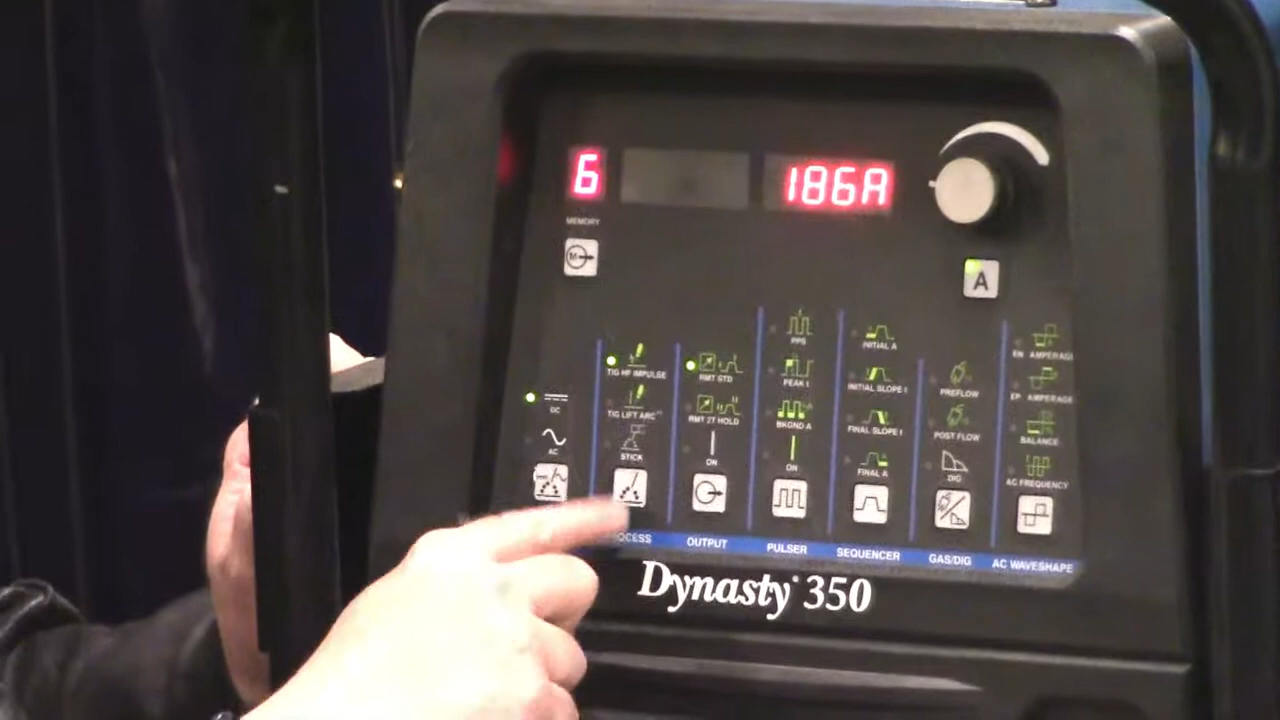 6
186A
MEMORY
M
A
DC
AC
TIG HF IMPULSE
TIG LIFT ARC
STICK
RMT STD
RMT 2T HOLD
ON
PPS
PEAK t
BKGND A
ON
INITIAL A
INITIAL SLOPE t
FINAL SLOPE t
FINAL A
PREFLOW
POST FLOW
DIG
EN AMPERAGE
EP AMPERAGE
BALANCE
AC FREQUENCY
OUTPUT
PULSER
SEQUENCER
GAS/DIG
AC WAVESHAPE
Dynasty® 350